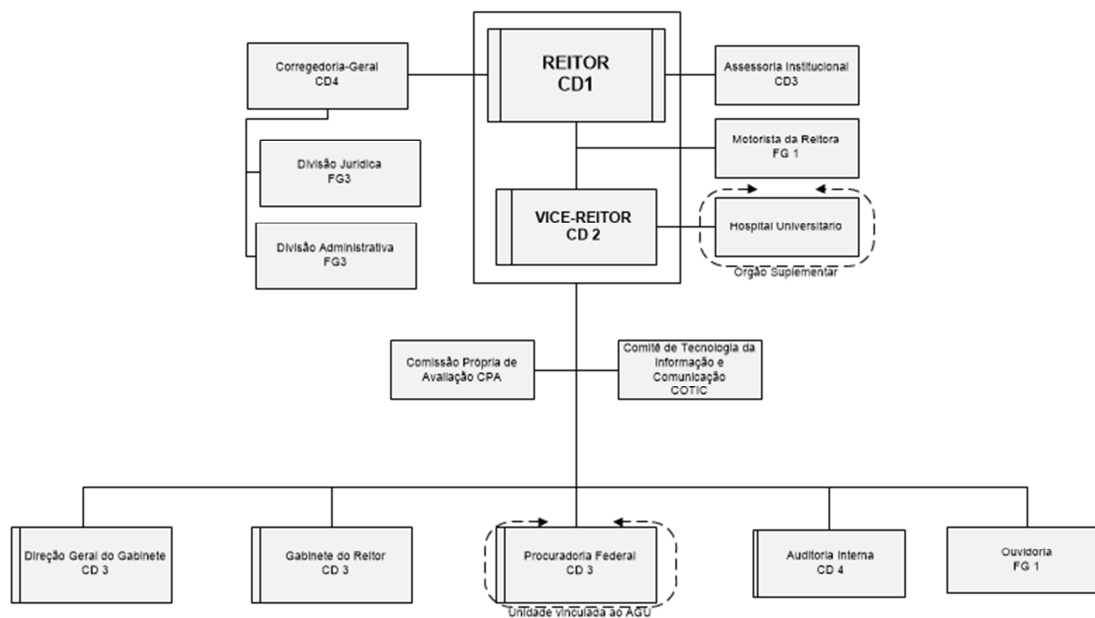 Corregedoria-Geral
CD4
REITOR
CD1
Assessoria Institucional
CD3
Motorista da Reitora
FG 1
Divisão Jurídica
FG3
VICE-REITOR
CD 2
Hospital Universitário
Divisão Administrativa
FG3
Orgão Suplementar
Comissão Própria de
Avaliação CPA
Comitê de Tecnologia da
Informação e
Comunicação
COTIC
Direção Geral do Gabinete
CD 3
Gabinete do Reitor
CD 3
Procuradoria Federal
CD 3
Unidade vinculada ao AGU
Auditoria Interna
CD 4
Ouvidoria
FG 1